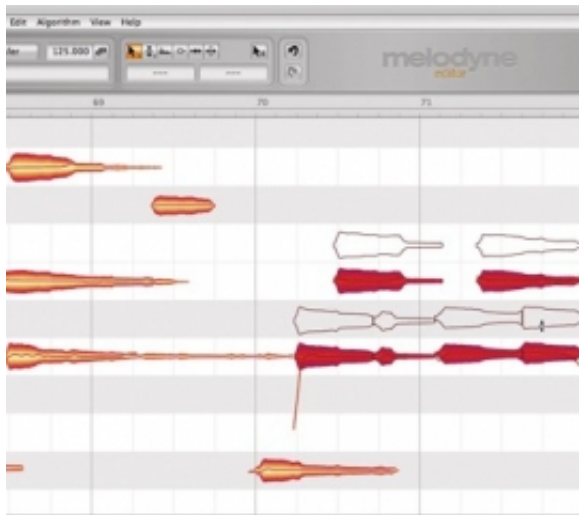 Edit Algorithm View Help
125.000
--- ---
melodyne
editor
69 70 71